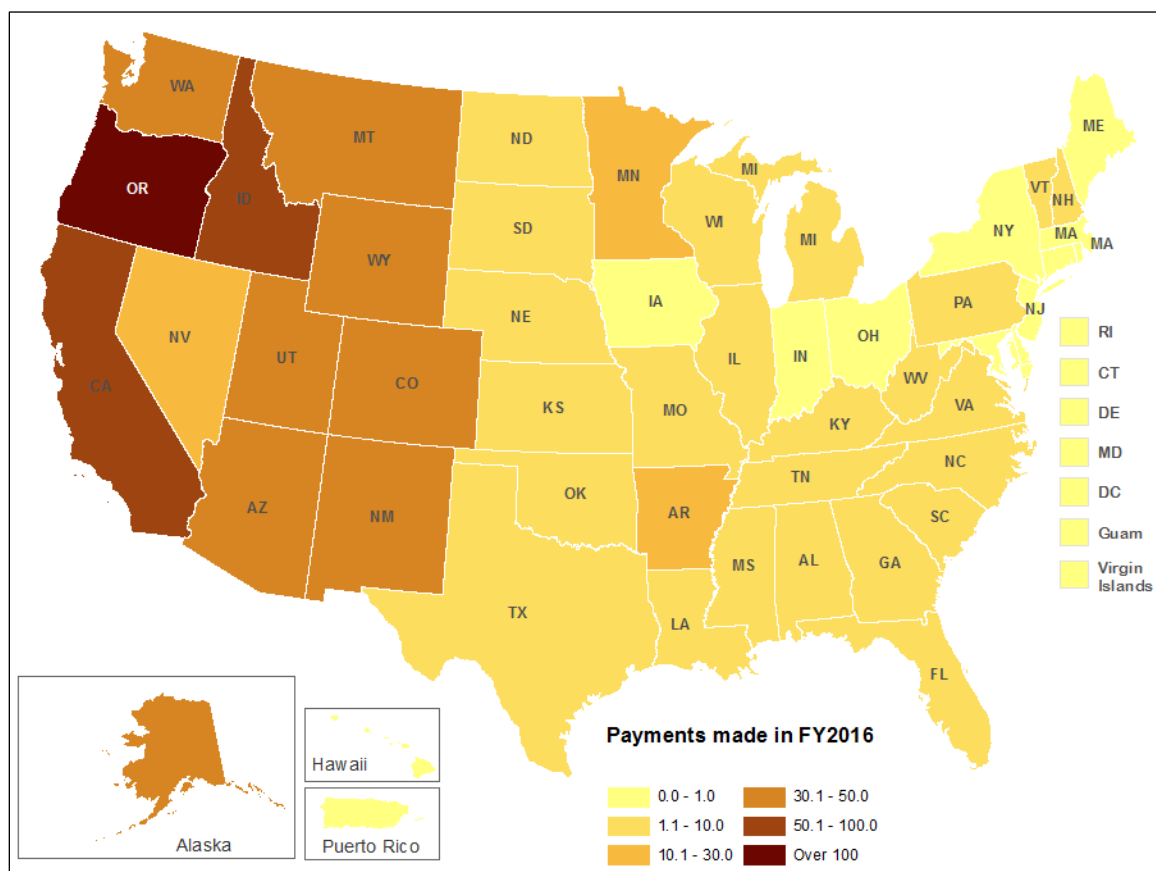 WA
MT
ND
MN
ME
OR
ID
SD
WI
MI
MI
VT
NH
NY
MA
MA
WY
IA
NE
PA
NJ
NV
UT
CO
IL
IN
OH
WV
VA
CA
KS
MO
KY
NC
TN
AZ
NM
OK
AR
SC
MS
AL
GA
TX
LA
FL
RI
CT
DE
MD
DC
Guam
Virgin
Islands
Alaska
Hawaii
Puerto Rico
Payments made in FY2016
0.0 - 1.0
1.1 - 10.0
10.1 - 30.0
30.1 - 50.0
50.1 - 100.0
Over 100